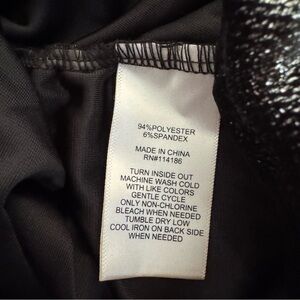 94%POLYESTER
6%SPANDEX
MADE IN CHINA
RN#114186
TURN INSIDE OUT
MACHINE WASH COLD
WITH LIKE COLORS
GENTLE CYCLE
ONLY NON-CHLORINE
BLEACH WHEN NEEDED
TUMBLE DRY LOW
COOL IRON ON BACK SIDE
WHEN NEEDED